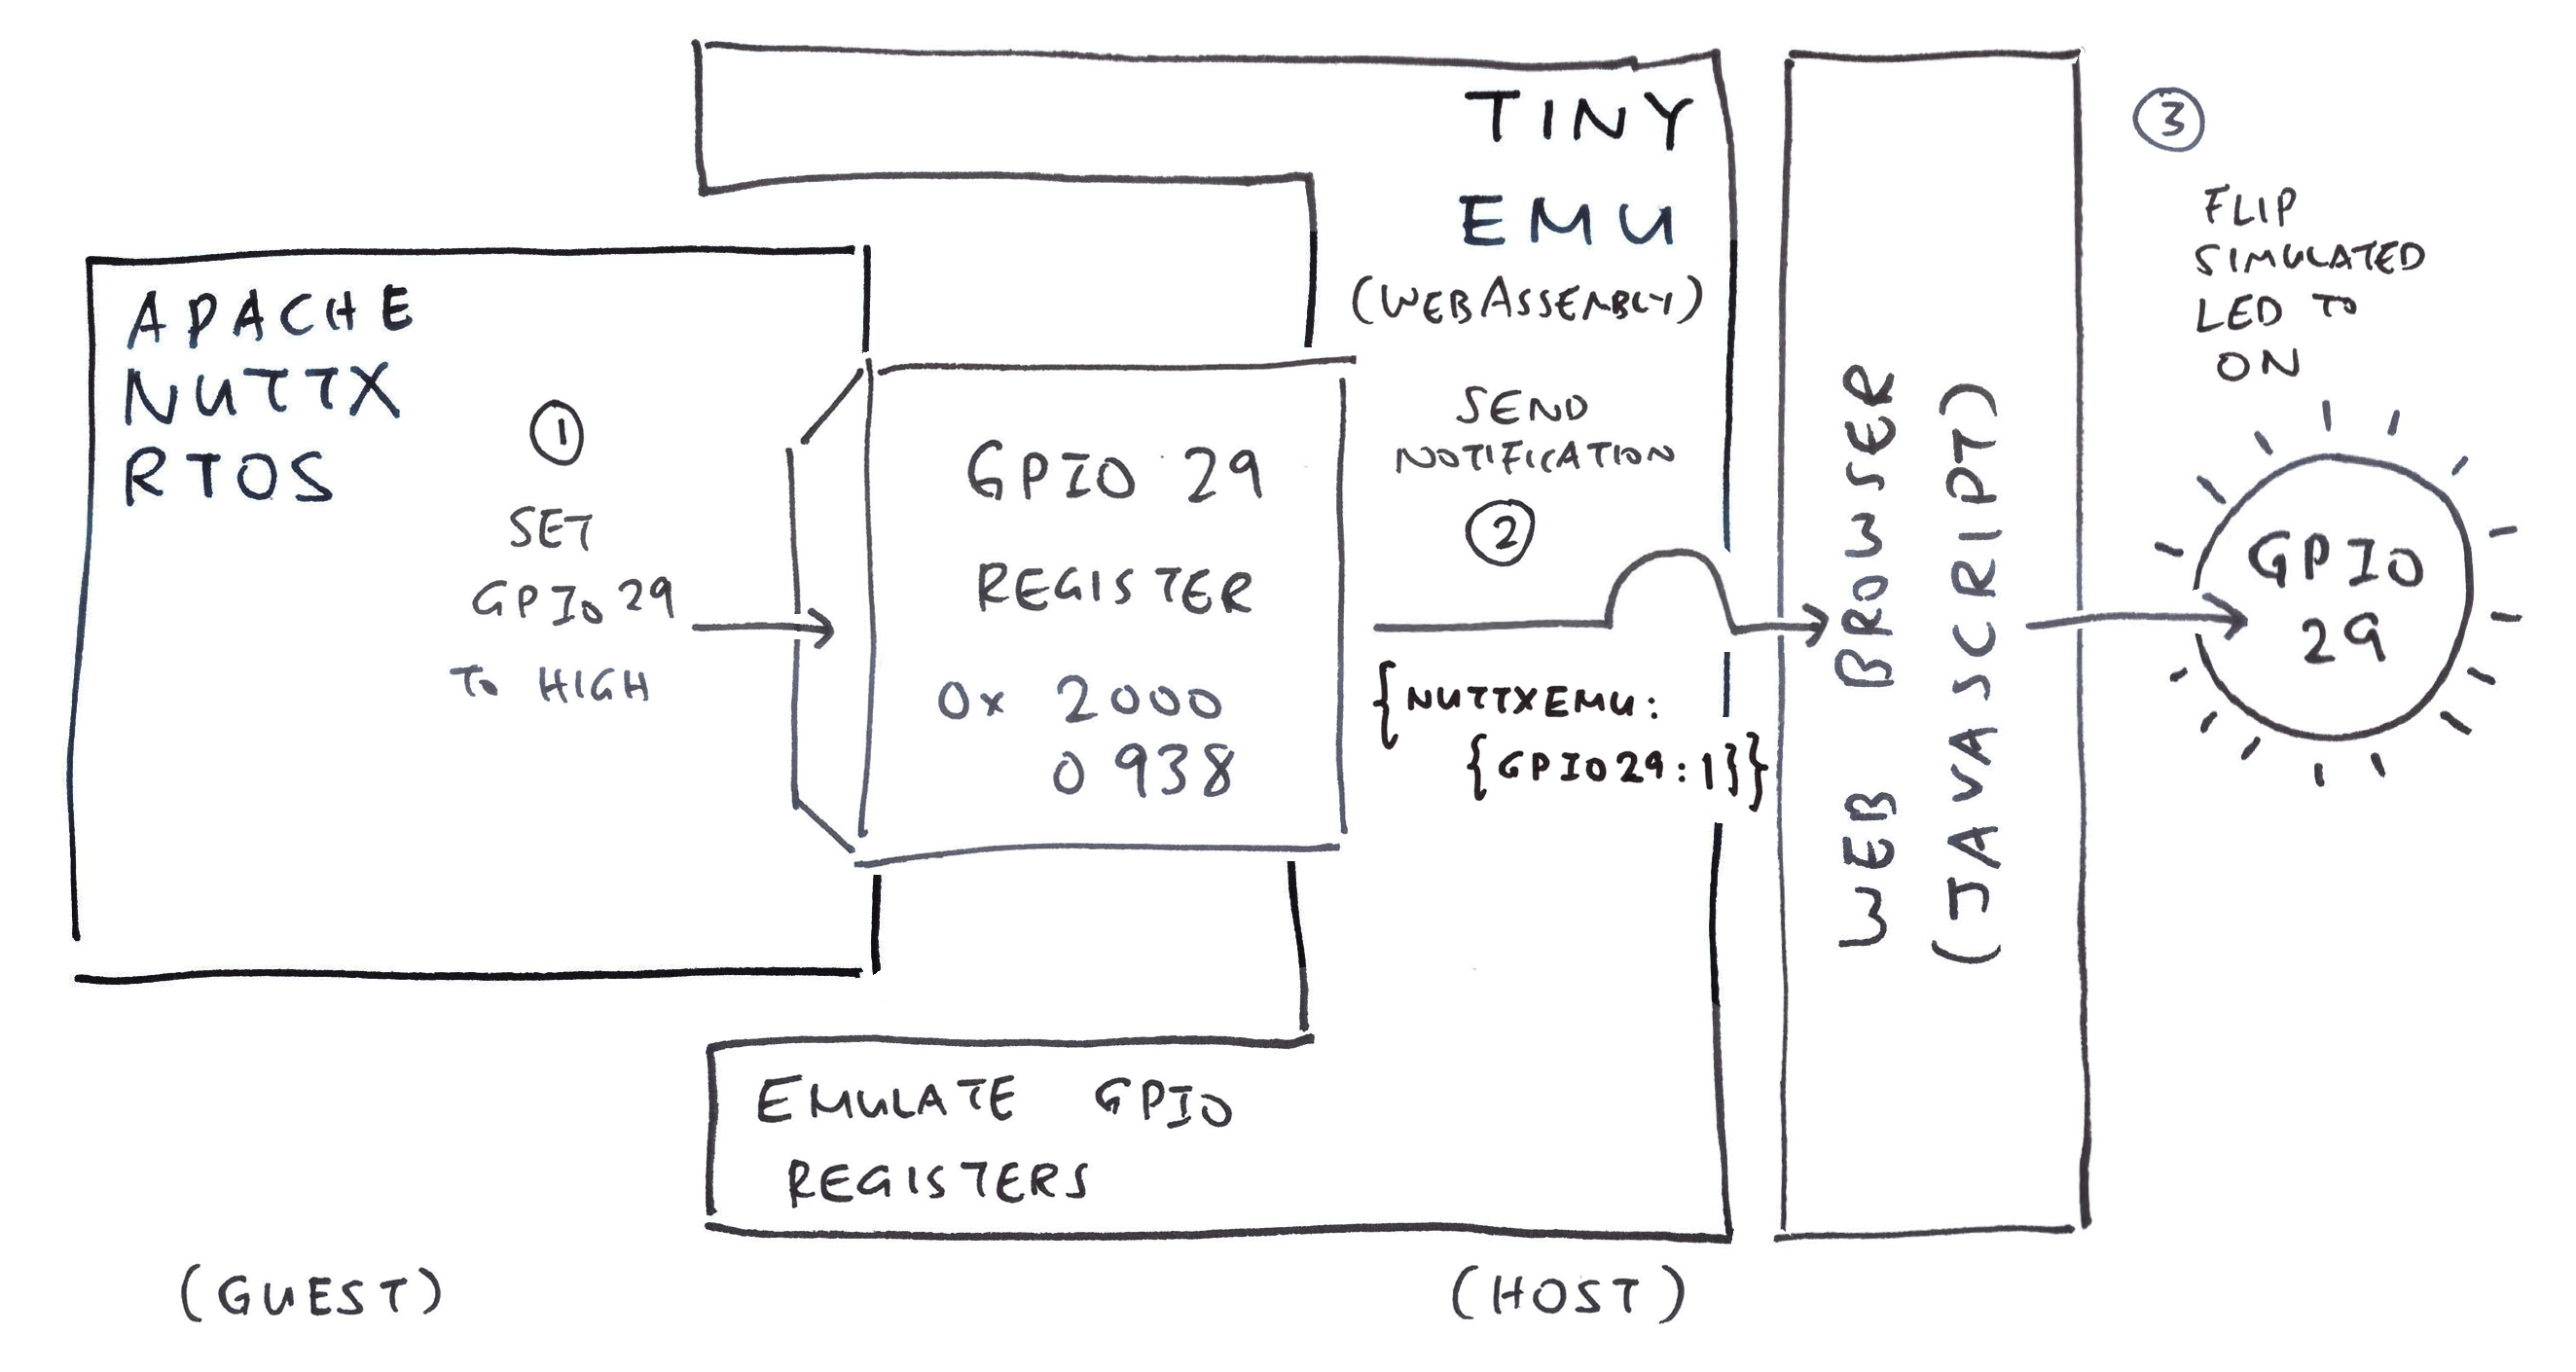 TINY
EMU
(WEBASSEMBLY)
APACHE
NUTTX
RTOS
1
SET
GPIO 29
TO HIGH
GPIO 29
REGISTER
0x 2000
0938
SEND
NOTIFICATION
2
{NUTTXEMU:
{GPIO29:1}}
WEB BROWSER
(JAVASCRIPT)
3
FLIP
SIMULATED
LED TO
ON
GPIO
29
EMULATE GPIO
REGISTERS
(GUEST)
(HOST)